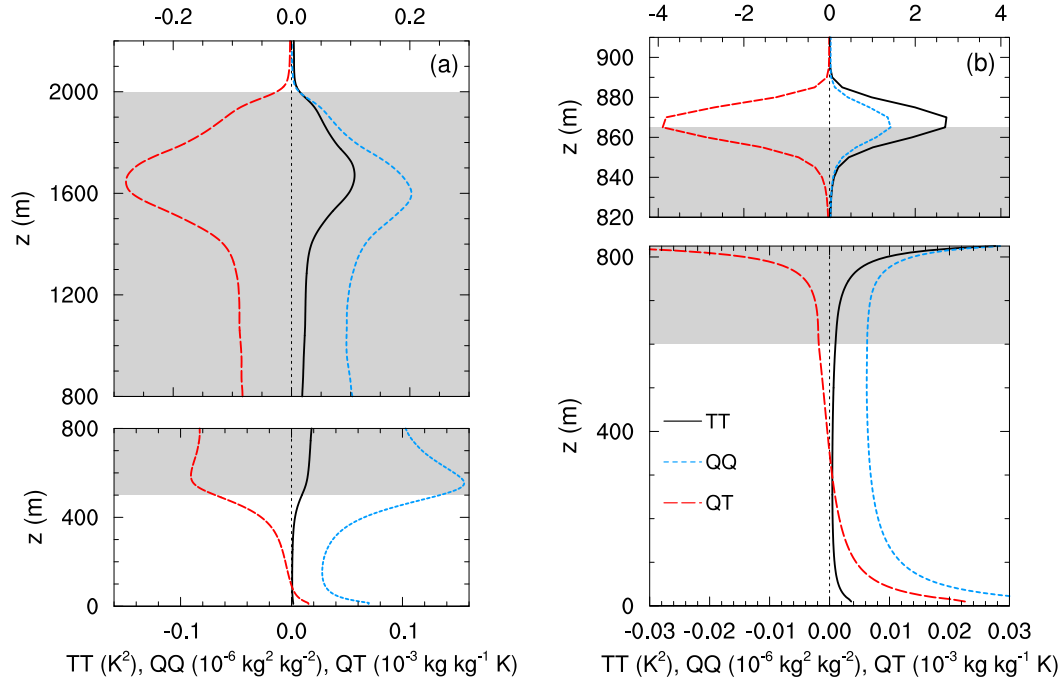 -0.2 0.0 0.2
(a)
2000
1600
1200
800
z (m)
800
400
0
z (m)
-0.1 0.0 0.1
TT (K²), QQ (10⁻⁶ kg² kg⁻²), QT (10⁻³ kg kg⁻¹ K)
-4 -2 0 2 4
(b)
900
880
860
840
820
z (m)
800
400
0
z (m)
TT
QQ
QT
-0.03 -0.02 -0.01 0.00 0.01 0.02 0.03
TT (K²), QQ (10⁻⁶ kg² kg⁻²), QT (10⁻³ kg kg⁻¹ K)